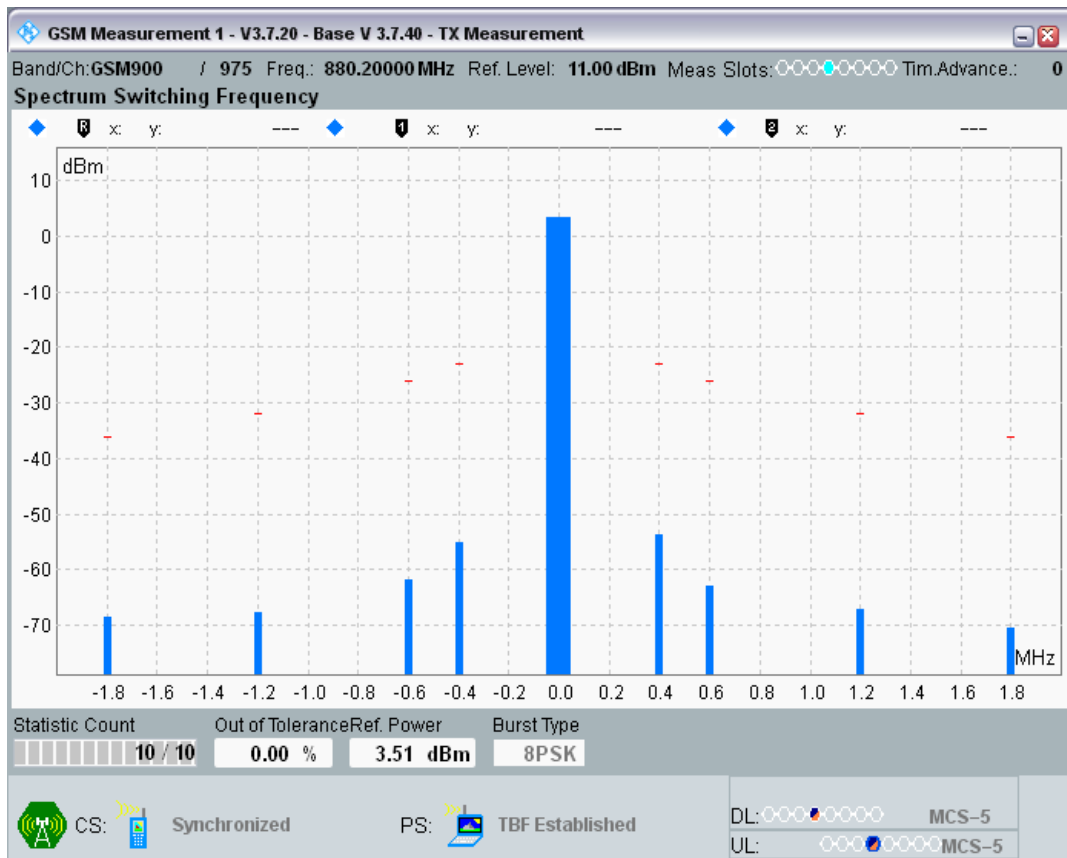 GSM Measurement 1 - V3.7.20 - Base V 3.7.40 - TX Measurement
Band/Ch:GSM900 / 975 Freq.: 880.20000 MHz Ref. Level: 11.00 dBm Meas Slots: Tim.Advance.: 0
Spectrum Switching Frequency
R x: y: --- 1 x: y: --- 2 x: y: ---
dBm
10
0
-10
-20
-30
-40
-50
-60
-70
MHz
-1.8 -1.6 -1.4 -1.2 -1.0 -0.8 -0.6 -0.4 -0.2 0.0 0.2 0.4 0.6 0.8 1.0 1.2 1.4 1.6 1.8
Statistic Count Out of Tolerance Ref. Power Burst Type
10 / 10 0.00 % 3.51 dBm 8PSK
CS: Synchronized PS: TBF Established
DL: MCS-5
UL: MCS-5